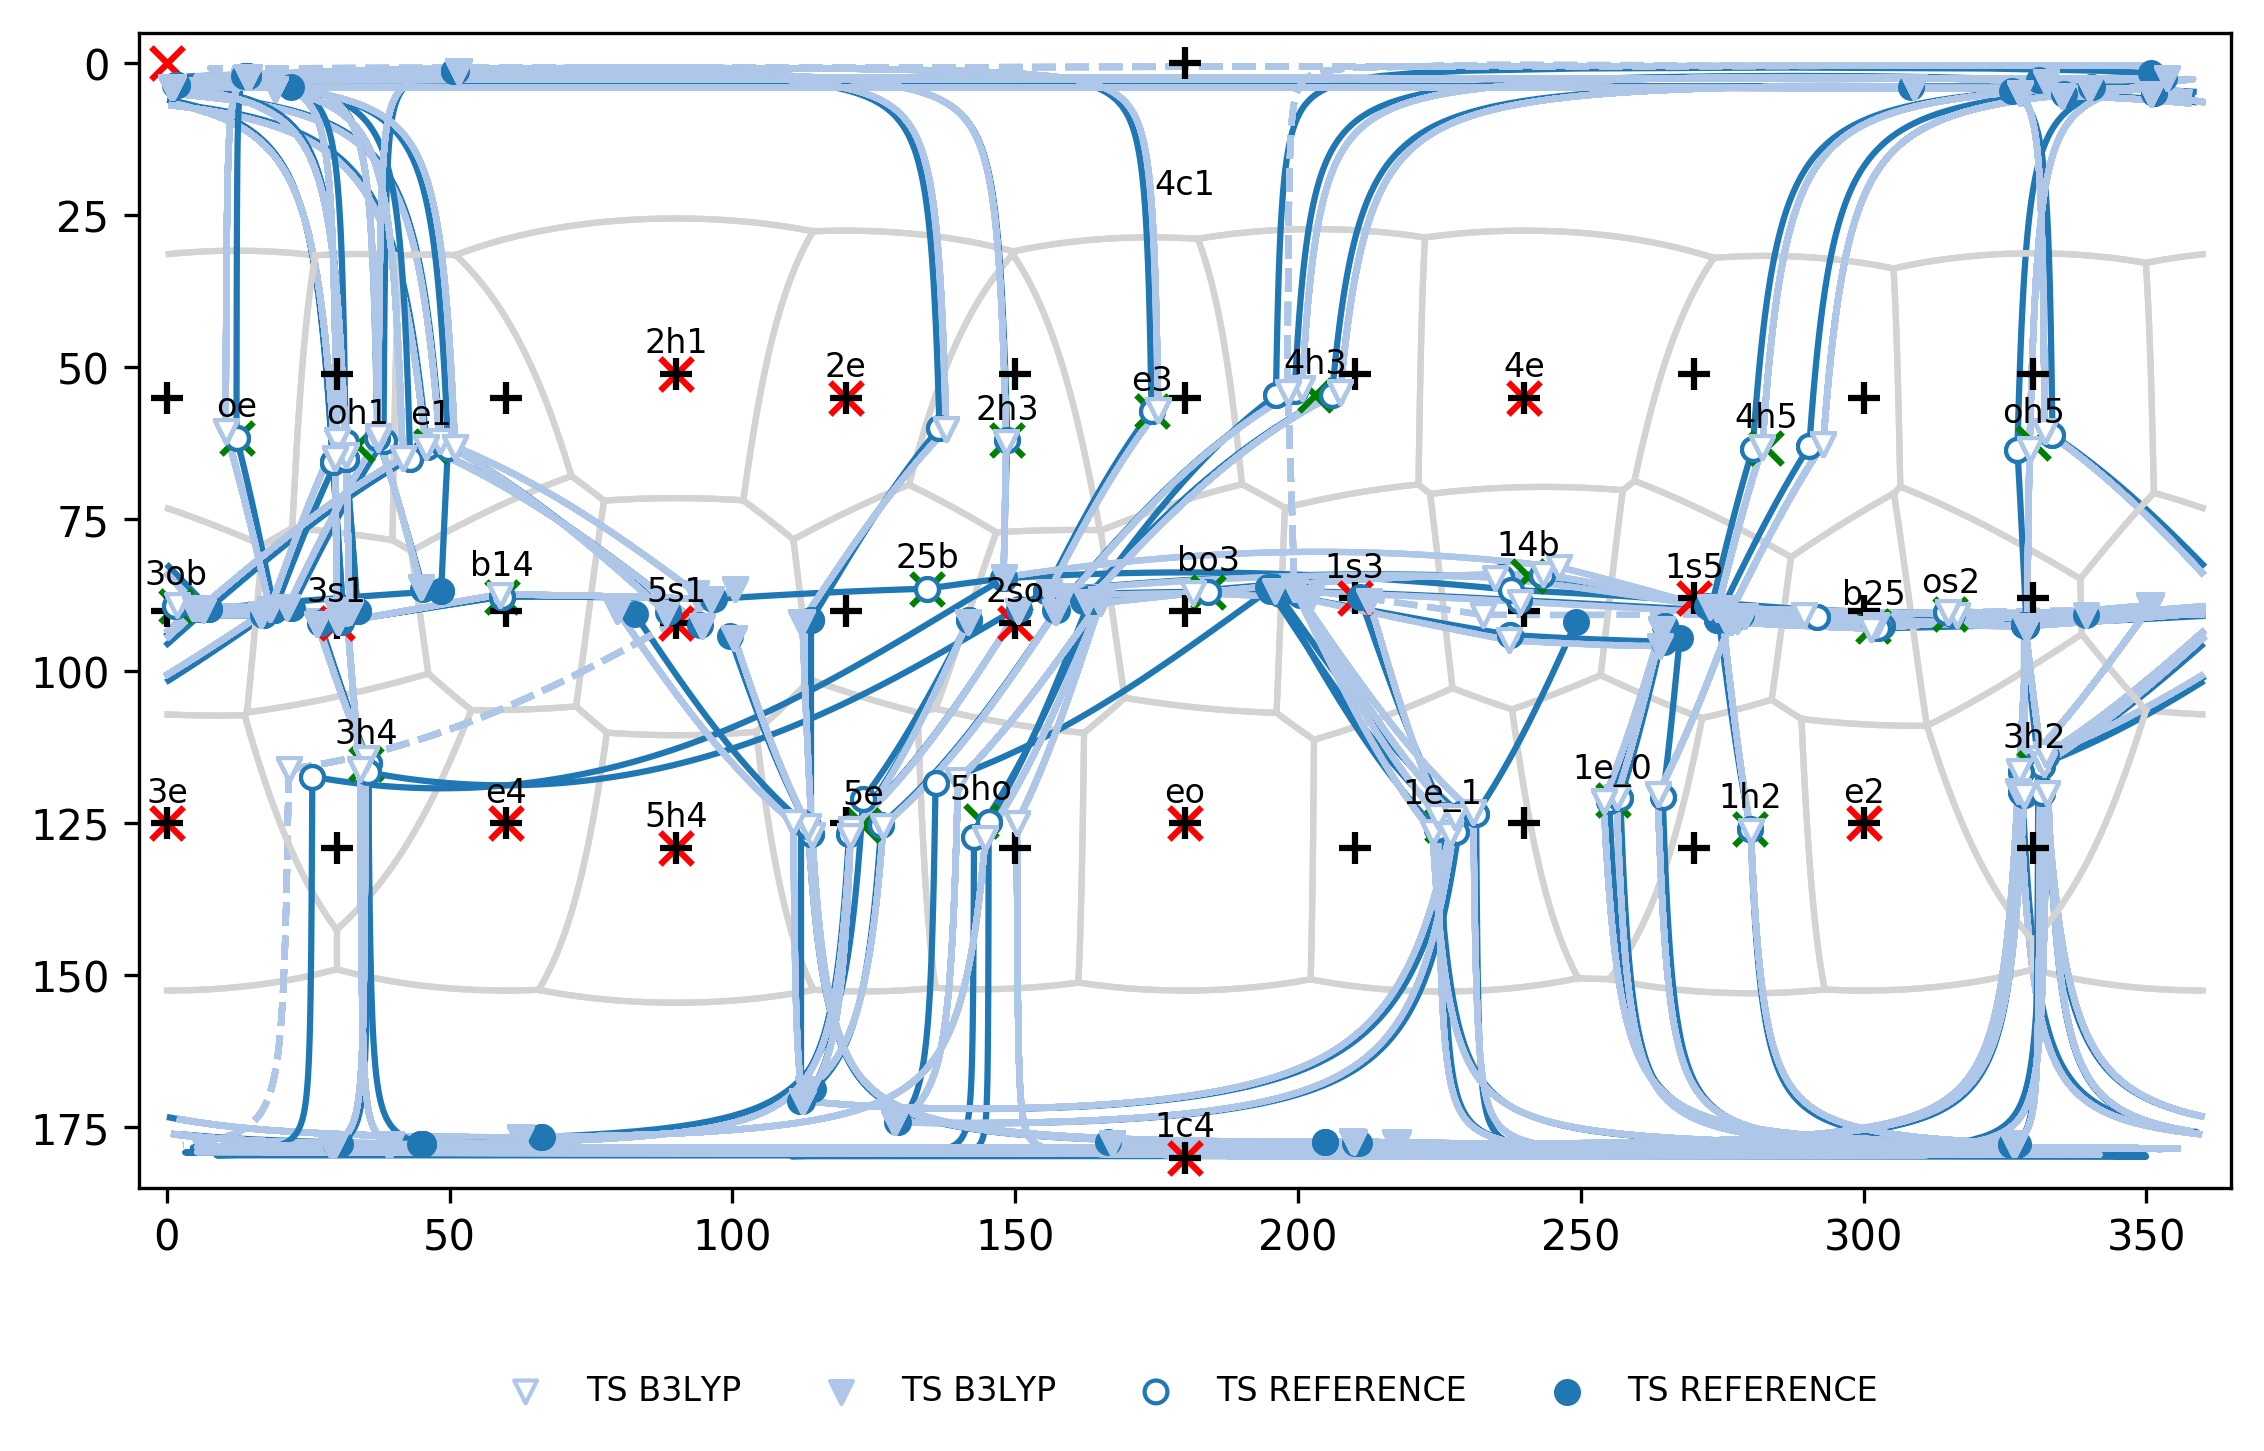 0
25
50
75
100
125
150
175
4c1
2h1
2e
4h3
4e
oe
oh1
e1
2h3
e3
4h5
oh5
3ob
3s1
b14
5s1
25b
2so
bo3
1s3
14b
1s5
b25
os2
3h4
3h2
3e
e4
5h4
5e
5ho
eo
1e_1
1e_0
1h2
e2
1c4
0 50 100 150 200 250 300 350
TS B3LYP TS B3LYP TS REFERENCE TS REFERENCE